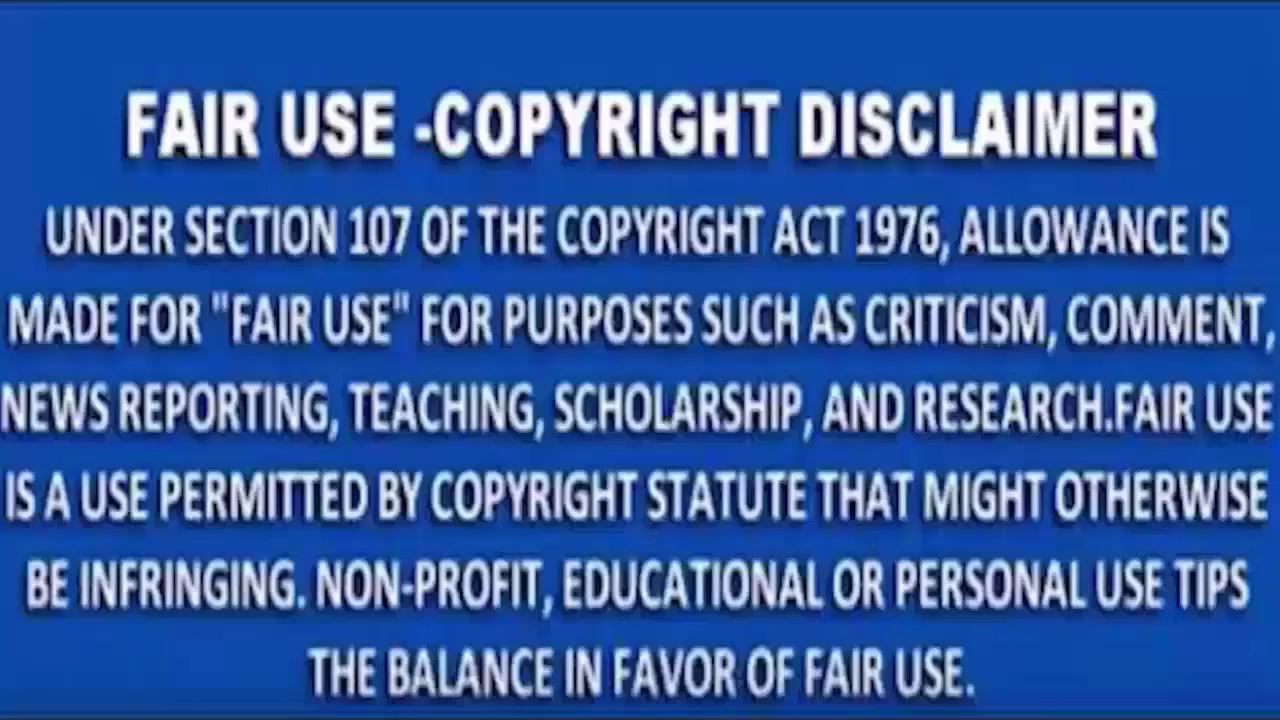 FAIR USE -COPYRIGHT DISCLAIMER
UNDER SECTION 107 OF THE COPYRIGHT ACT 1976, ALLOWANCE IS
MADE FOR "FAIR USE" FOR PURPOSES SUCH AS CRITICISM, COMMENT,
NEWS REPORTING, TEACHING, SCHOLARSHIP, AND RESEARCH.FAIR USE
IS A USE PERMITTED BY COPYRIGHT STATUTE THAT MIGHT OTHERWISE
BE INFRINGING. NON-PROFIT, EDUCATIONAL OR PERSONAL USE TIPS
THE BALANCE IN FAVOR OF FAIR USE.